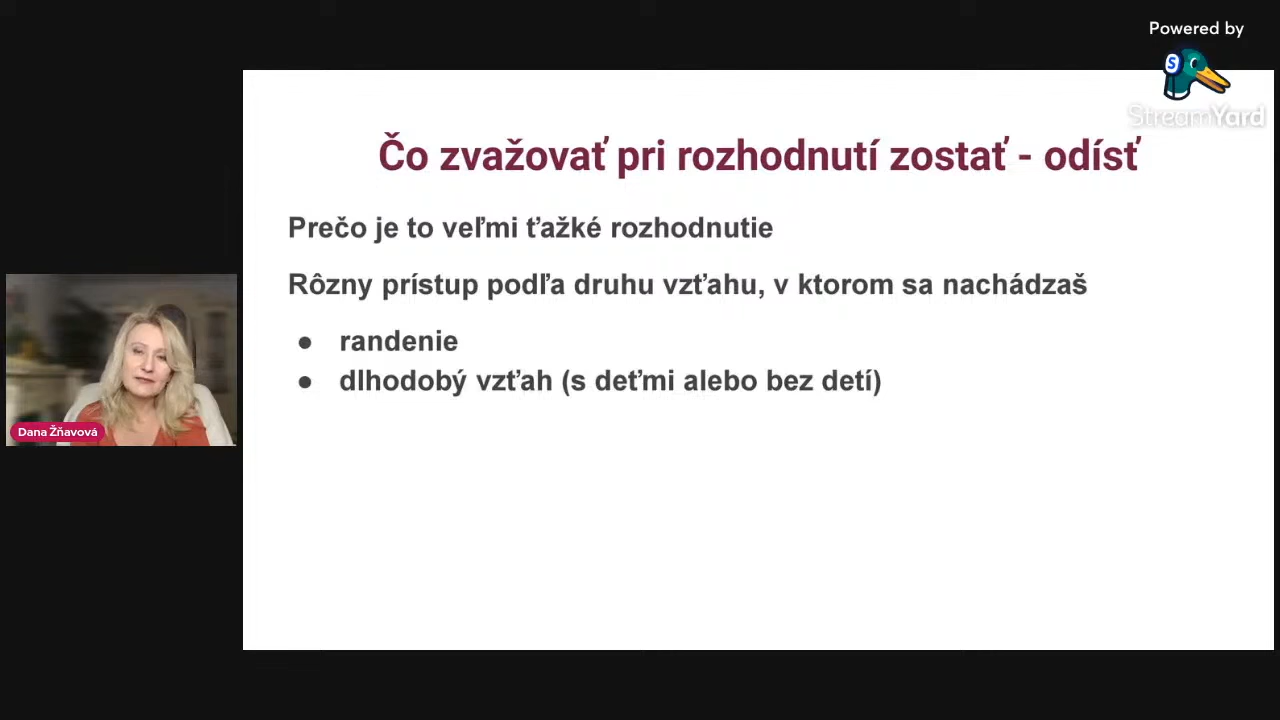 Powered by
S
StreamYard
Čo zvažovať pri rozhodnutí zostať - odísť
Prečo je to veľmi ťažké rozhodnutie
Rôzny prístup podľa druhu vzťahu, v ktorom sa nachádzaš
● randenie
● dlhodobý vzťah (s deťmi alebo bez detí)
Dana Žňavová